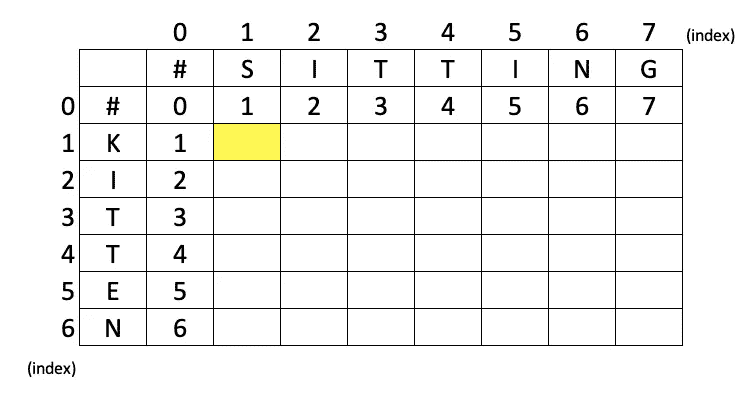 0 1 2 3 4 5 6 7 (index)
# S I T T I N G
0 # 0 1 2 3 4 5 6 7
1 K 1
2 I 2
3 T 3
4 T 4
5 E 5
6 N 6
(index)